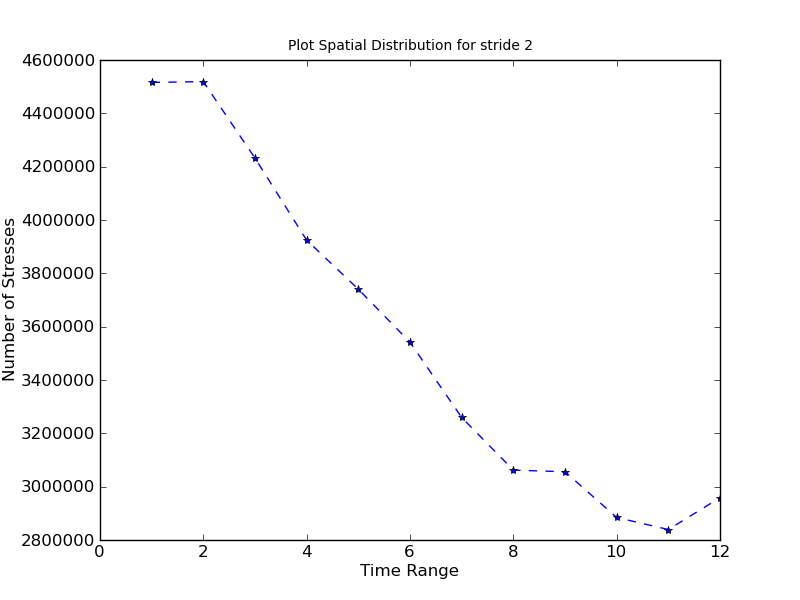 Plot Spatial Distribution for stride 2
4600000
4400000
4200000
4000000
3800000
3600000
3400000
3200000
3000000
2800000
Number of Stresses
0 2 4 6 8 10 12
Time Range